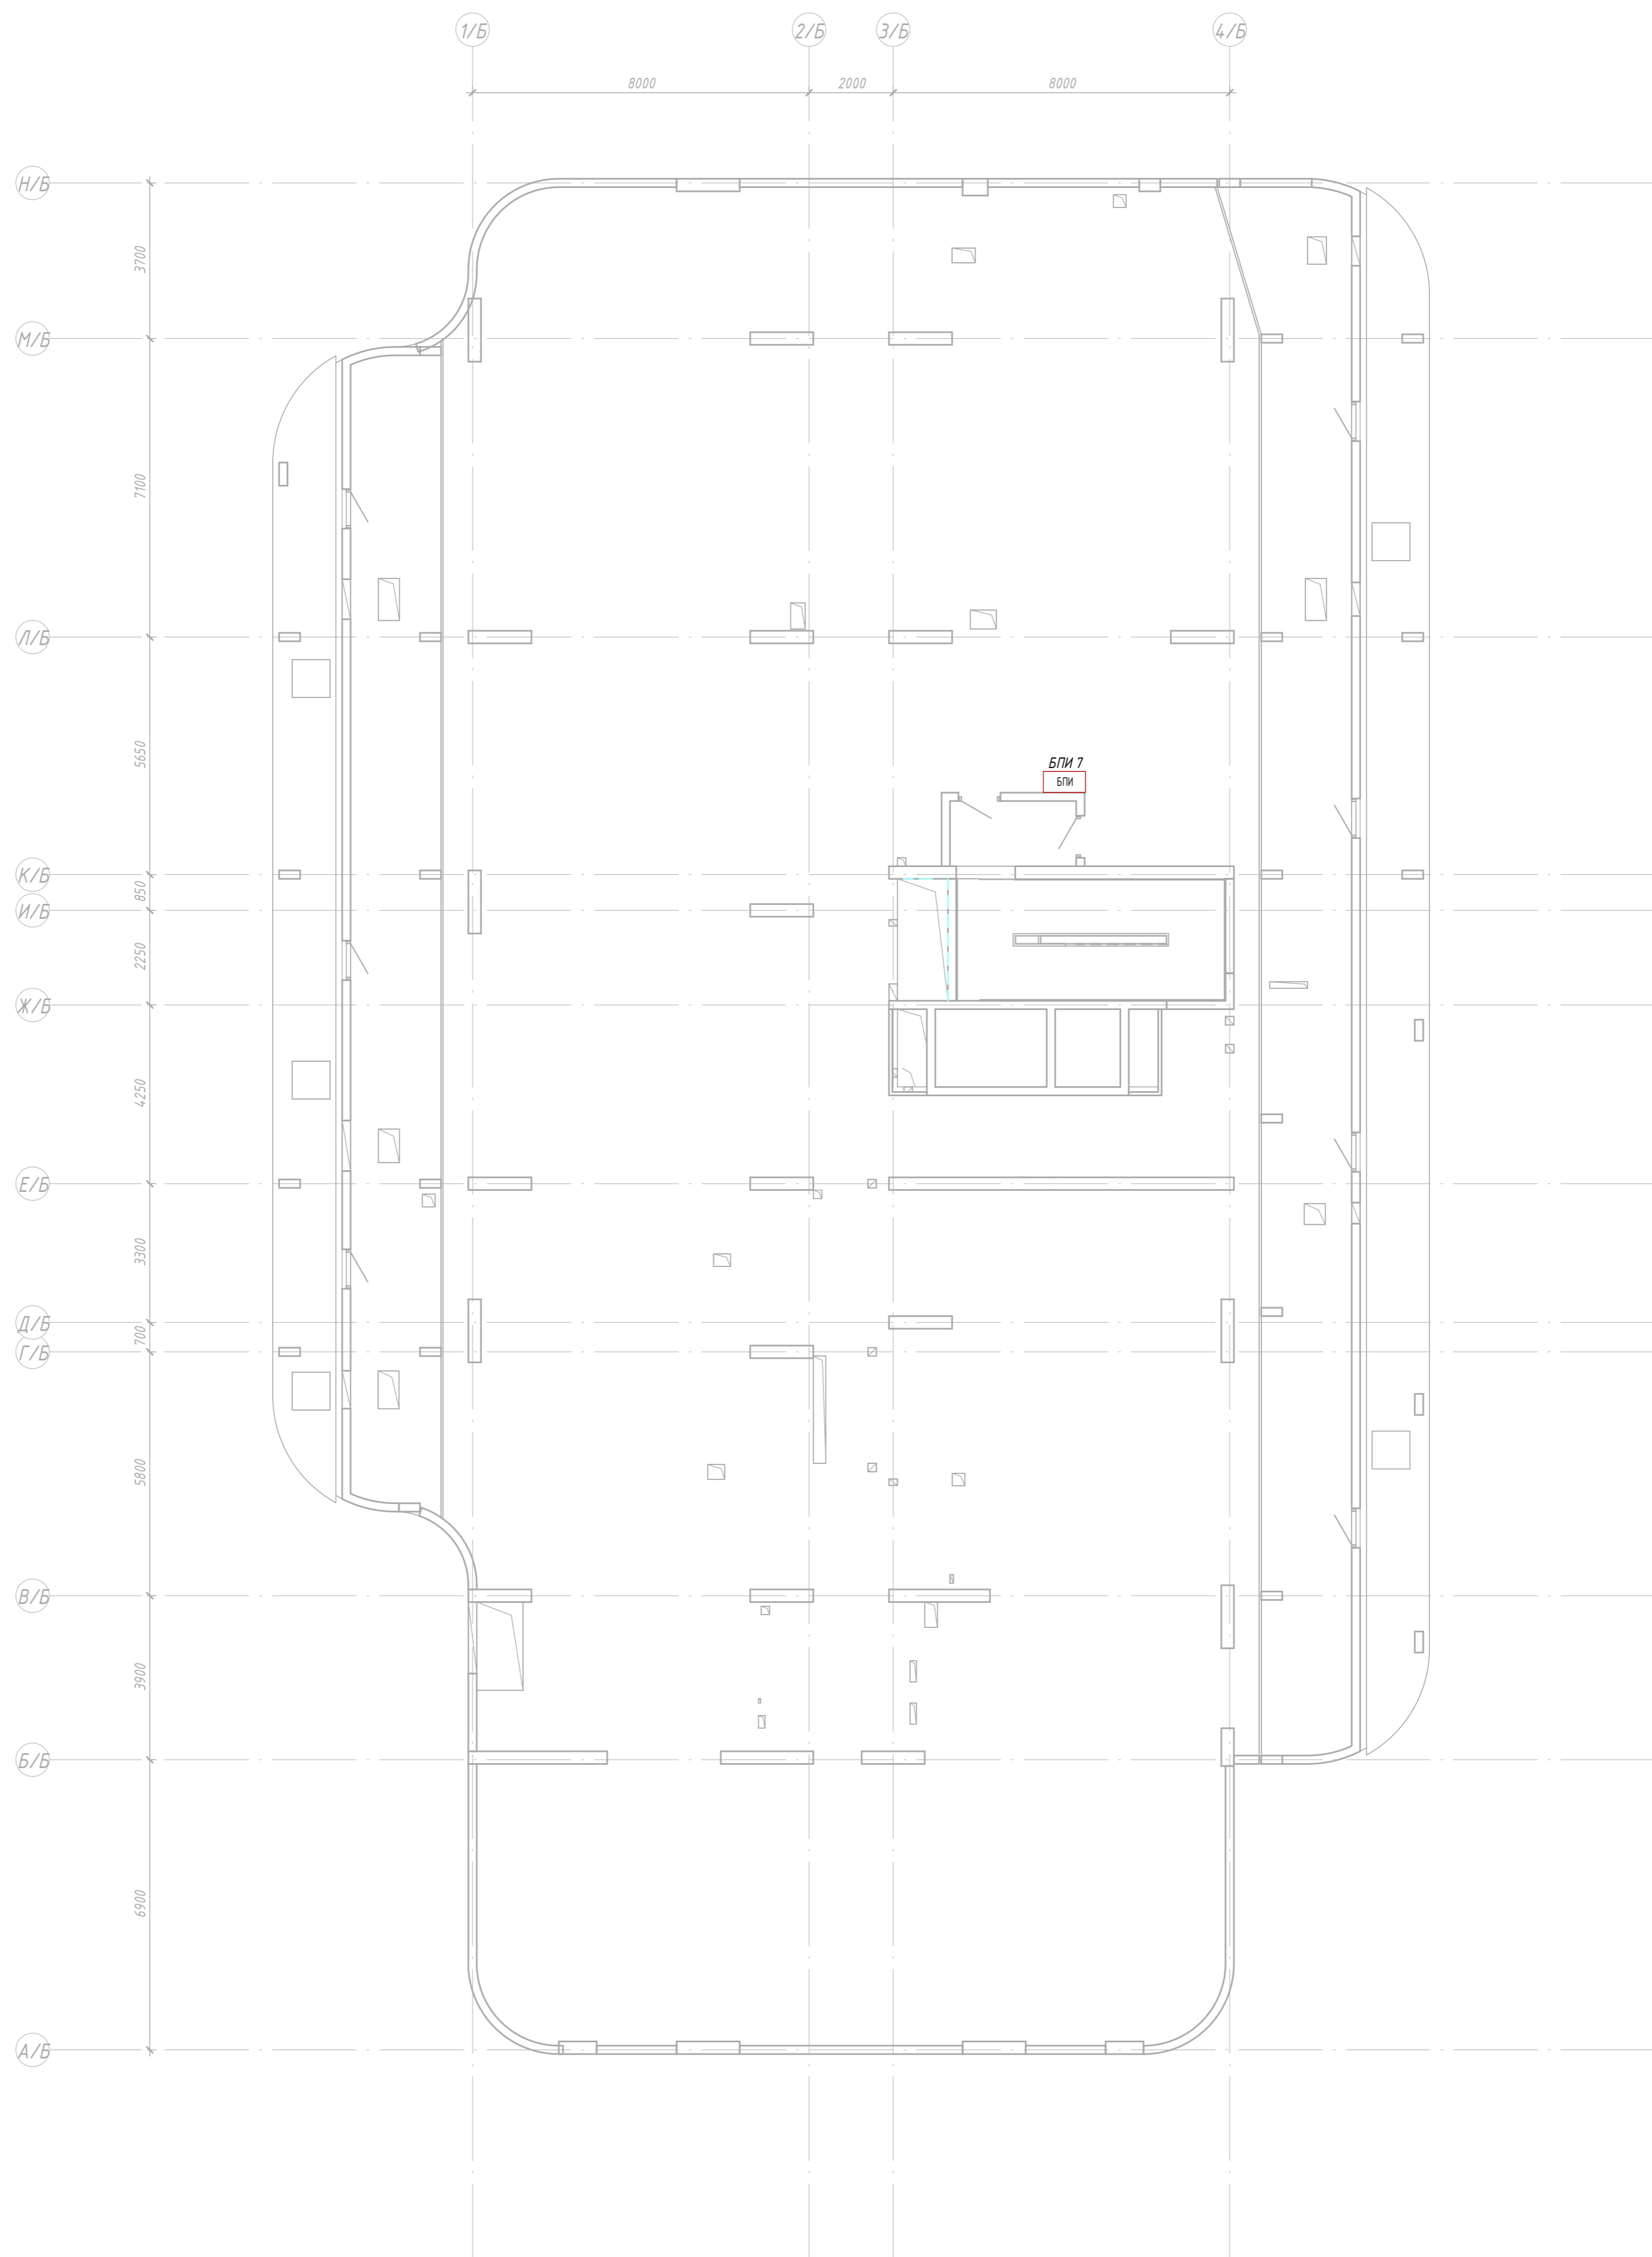 1/Б 2/Б 3/Б 4/Б
8000 2000 8000
Н/Б
3700
М/Б
7100
Л/Б
5650
БПИ 7
БПИ
К/Б
850
И/Б
2250
Ж/Б
4250
Е/Б
3300
Д/Б
700
Г/Б
5800
В/Б
3900
Б/Б
6900
А/Б